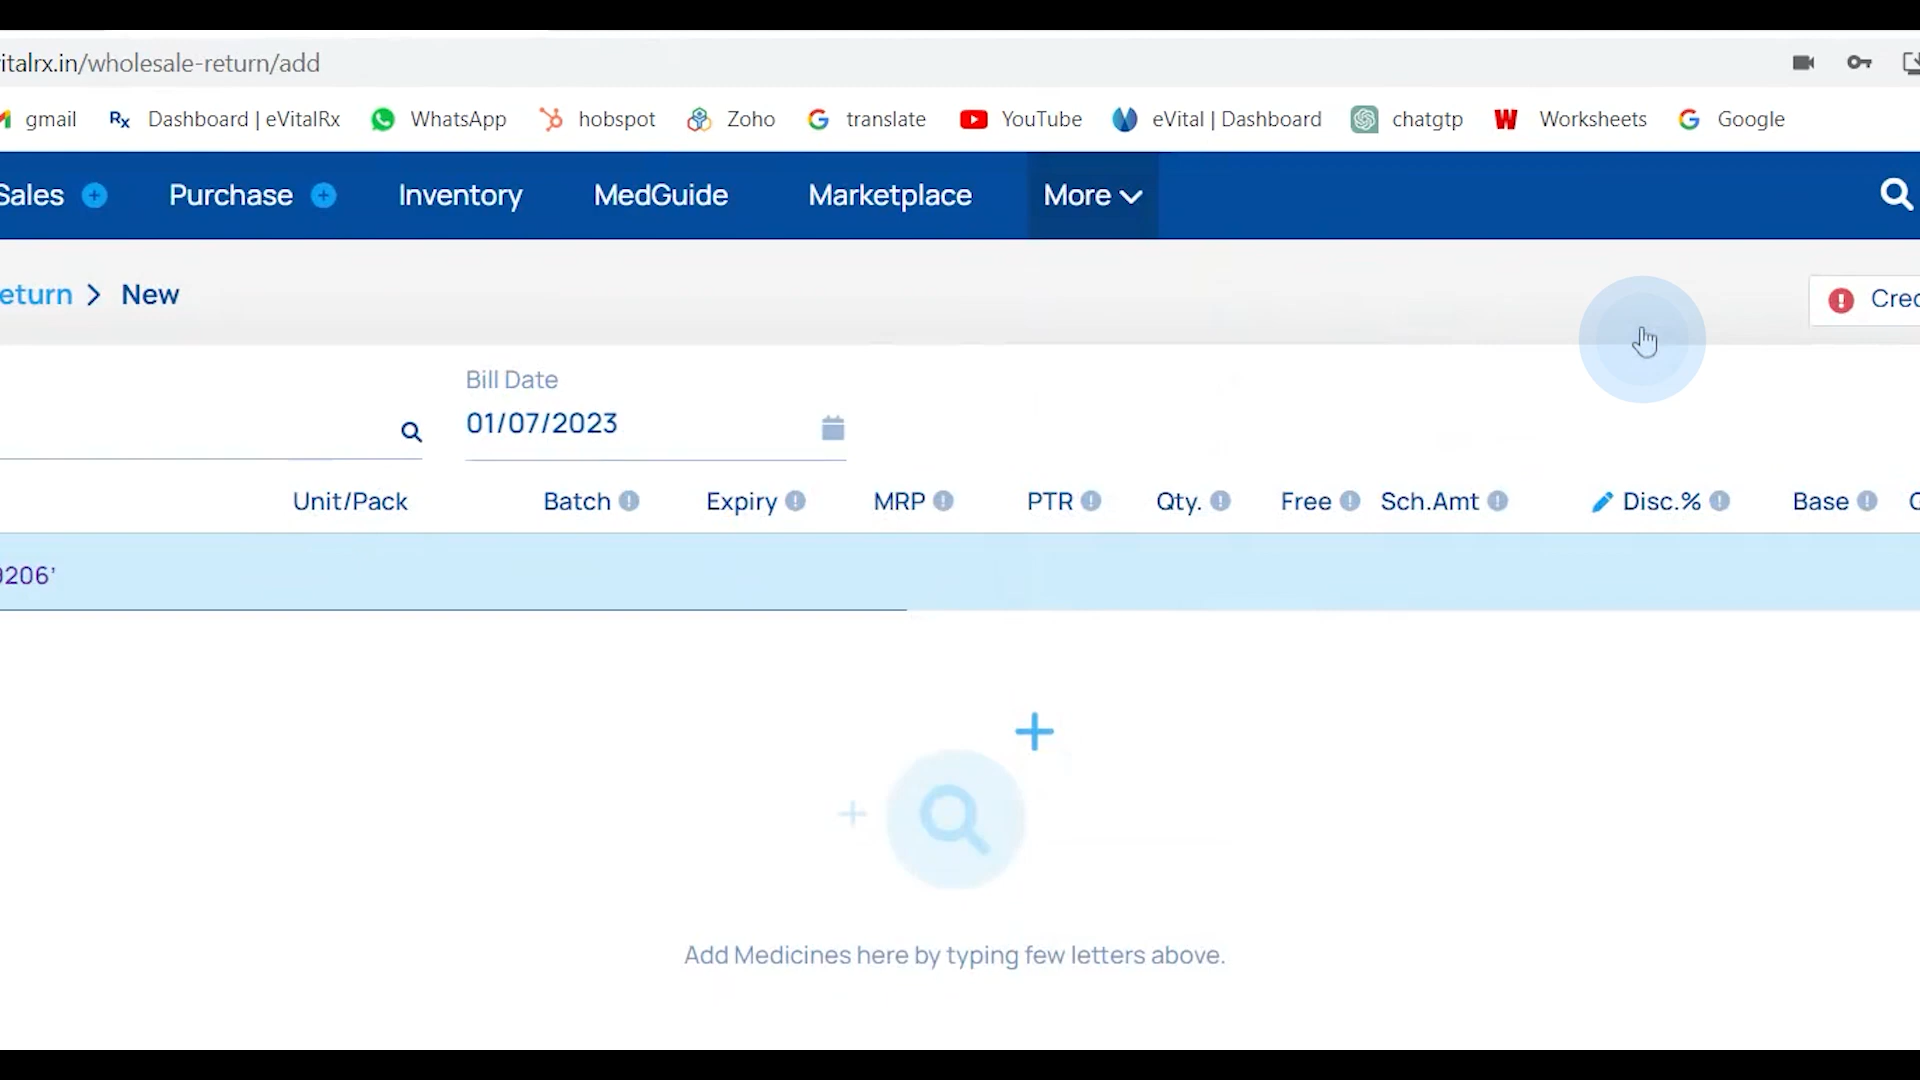 italrx.in/wholesale-return/add
gmail Rx Dashboard | eVitalRx WhatsApp hobspot Zoho translate YouTube eVital | Dashboard chatgtp Worksheets Google
Sales Purchase Inventory MedGuide Marketplace More
eturn > New
Cred
Bill Date
01/07/2023
Unit/Pack Batch Expiry MRP PTR Qty. Free Sch.Amt Disc.% Base
9206’
Add Medicines here by typing few letters above.